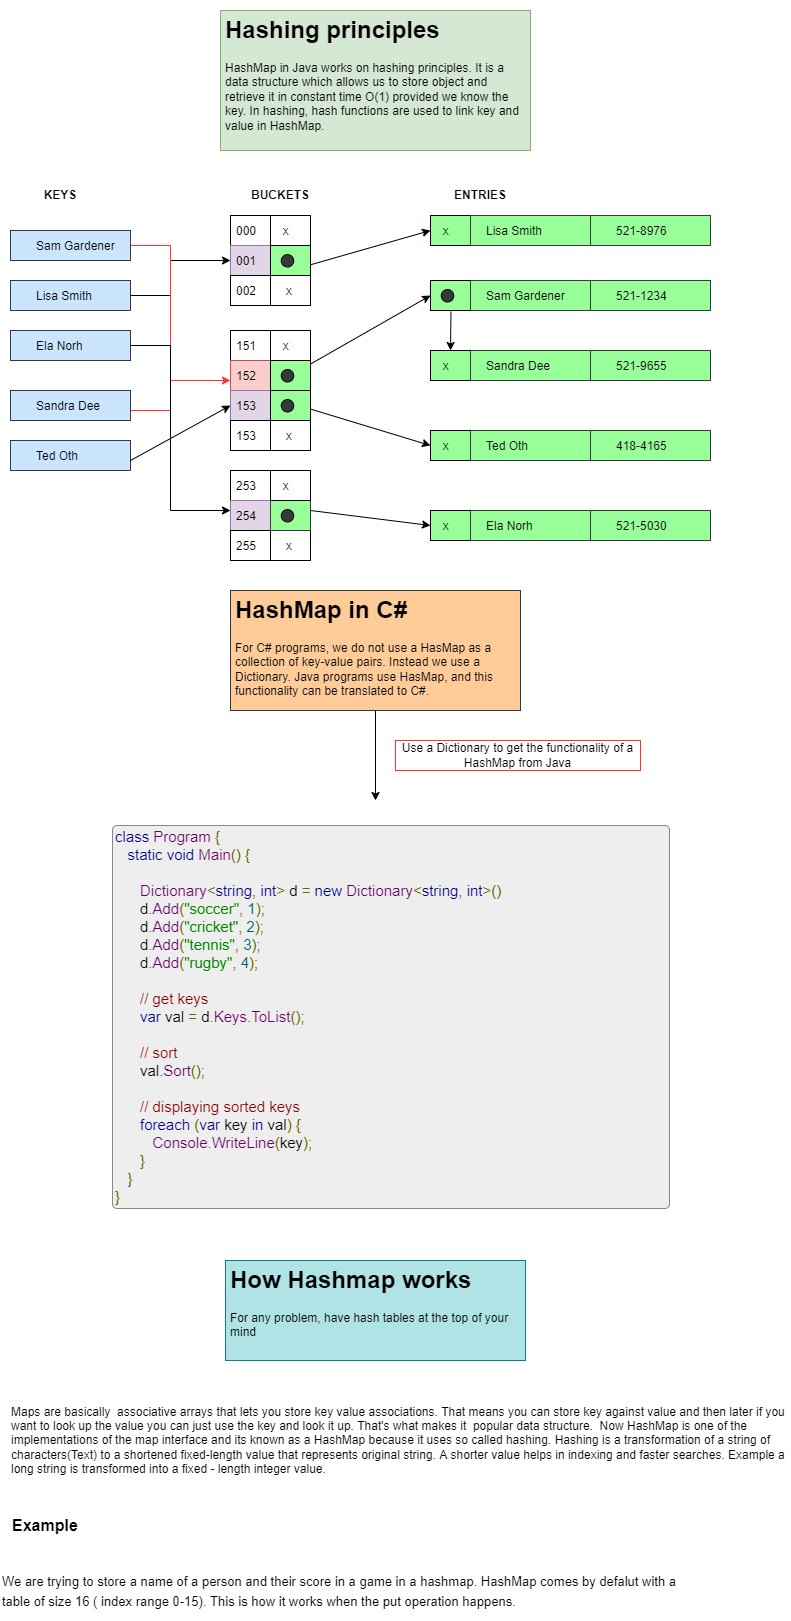 Hashing principles
HashMap in Java works on hashing principles. It is a
data structure which allows us to store object and
retrieve it in constant time O(1) provided we know the
key. In hashing, hash functions are used to link key and
value in HashMap.
KEYS
BUCKETS
ENTRIES
Sam Gardener
Lisa Smith
Ela Norh
Sandra Dee
Ted Oth
000 x
001
002 x
151 x
152
153
153 x
253 x
254
255 x
x Lisa Smith 521-8976
Sam Gardener 521-1234
x Sandra Dee 521-9655
x Ted Oth 418-4165
x Ela Norh 521-5030
HashMap in C#
For C# programs, we do not use a HasMap as a
collection of key-value pairs. Instead we use a
Dictionary. Java programs use HasMap, and this
functionality can be translated to C#.
Use a Dictionary to get the functionality of a
HashMap from Java
class Program {
static void Main() {
Dictionary<string, int> d = new Dictionary<string, int>()
d.Add("soccer", 1);
d.Add("cricket", 2);
d.Add("tennis", 3);
d.Add("rugby", 4);
// get keys
var val = d.Keys.ToList();
// sort
val.Sort();
// displaying sorted keys
foreach (var key in val) {
Console.WriteLine(key);
}
}
}
How Hashmap works
For any problem, have hash tables at the top of your
mind
Maps are basically  associative arrays that lets you store key value associations. That means you can store key against value and then later if you
want to look up the value you can just use the key and look it up. That's what makes it  popular data structure.  Now HashMap is one of the
implementations of the map interface and its known as a HashMap because it uses so called hashing. Hashing is a transformation of a string of
characters(Text) to a shortened fixed-length value that represents original string. A shorter value helps in indexing and faster searches. Example a
long string is transformed into a fixed - length integer value.
Example
We are trying to store a name of a person and their score in a game in a hashmap. HashMap comes by defalut with a
table of size 16 ( index range 0-15). This is how it works when the put operation happens.